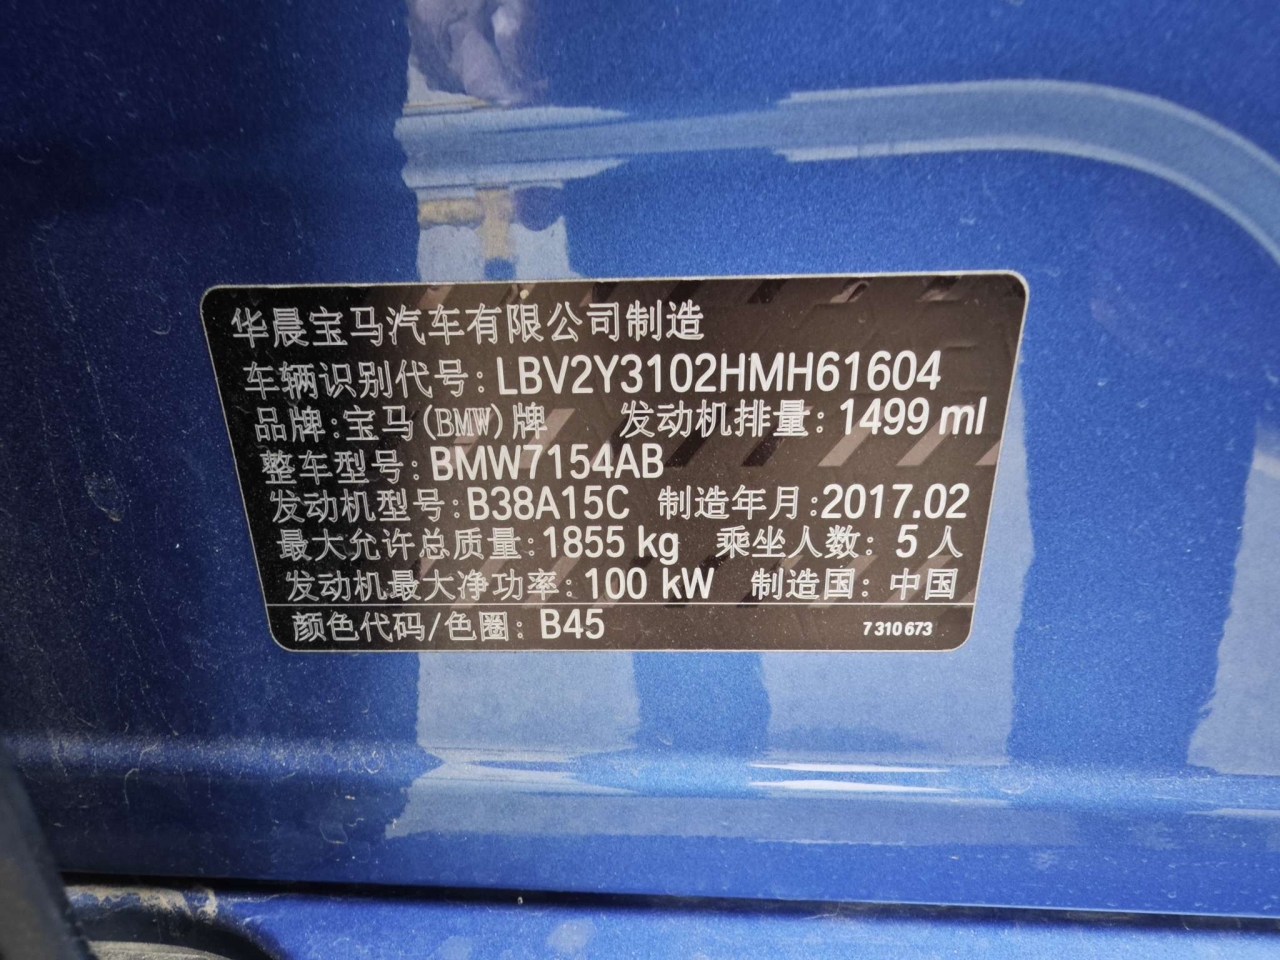 华晨宝马汽车有限公司制造
车辆识别代号: LBV2Y3102HMH61604
品牌:宝马(BMW)牌 发动机排量: 1499 ml
整车型号: BMW7154AB
发动机型号: B38A15C 制造年月:2017.02
最大允许总质量:1855 kg 乘坐人数: 5 人
发动机最大净功率: 100 kW 制造国: 中国
颜色代码/色圈: B45 7 310 673